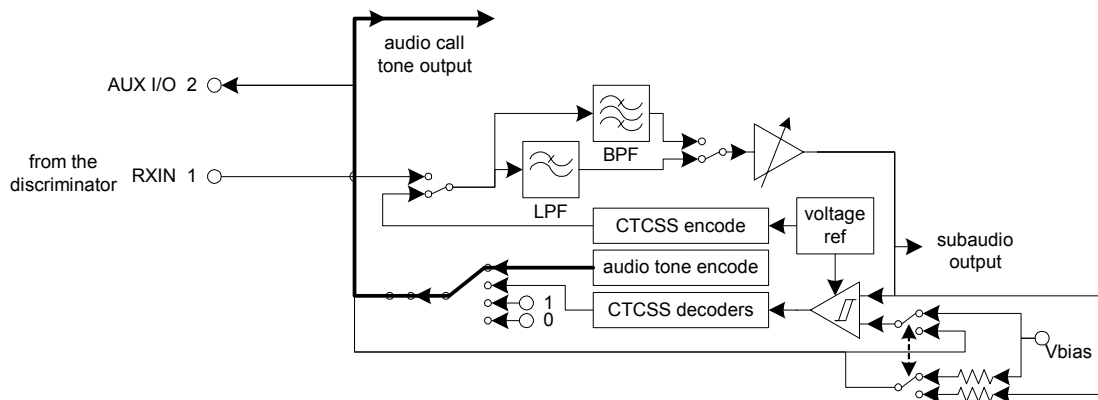 audio call
tone output
AUX I/O 2
from the
discriminator
RXIN 1
BPF
LPF
CTCSS encode
voltage
ref
audio tone encode
subaudio
output
1
0
CTCSS decoders
Vbias